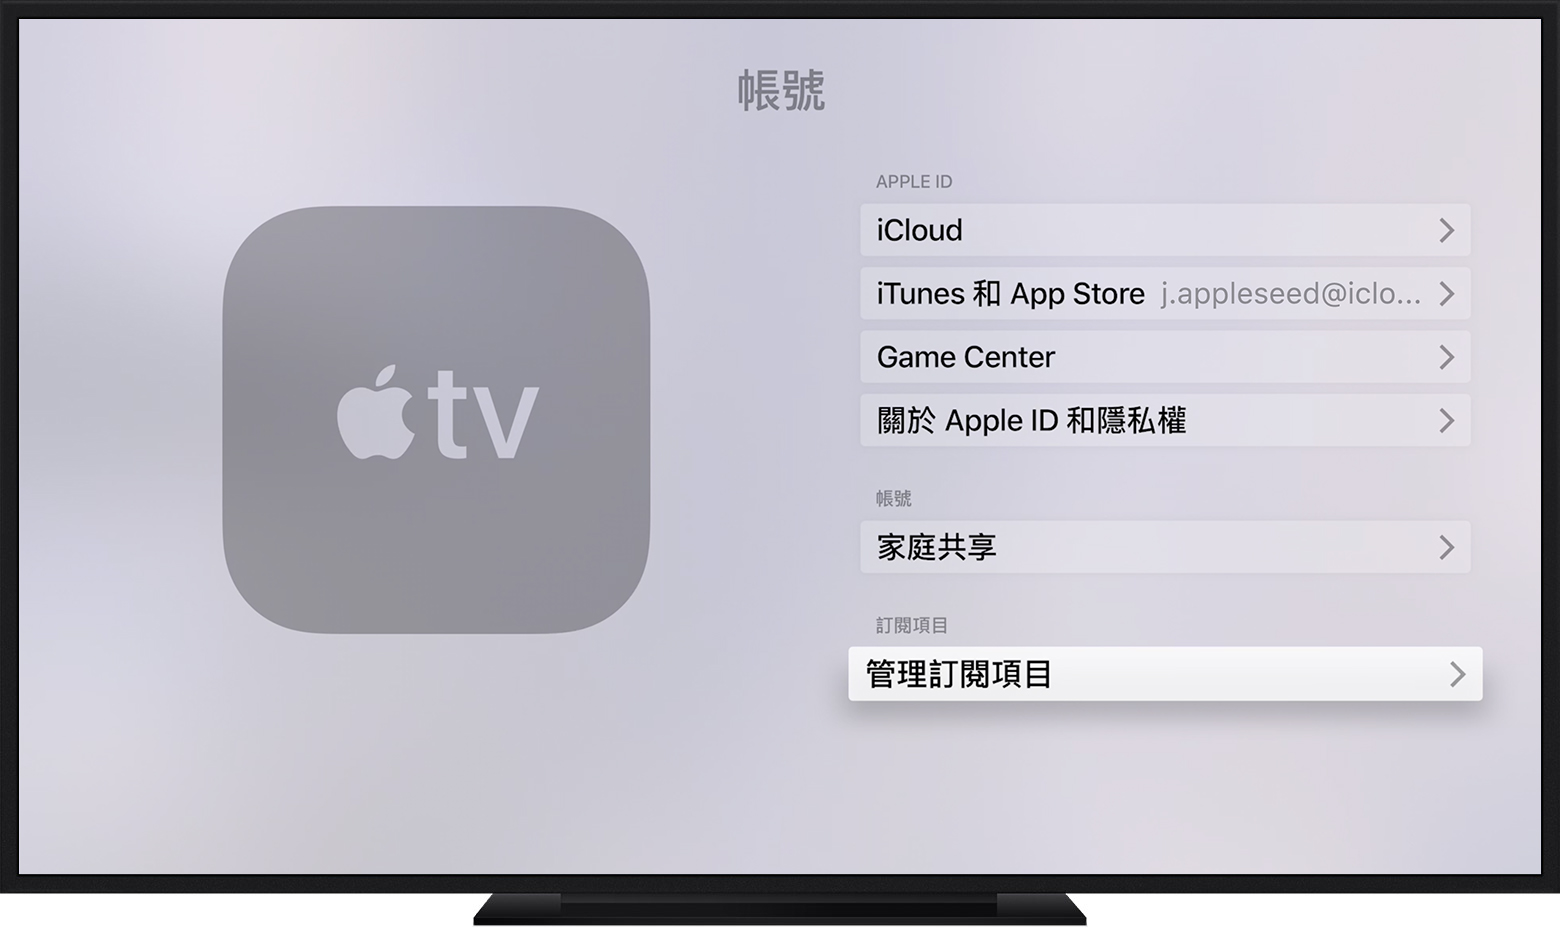 帳號
tv
APPLE ID
iCloud
iTunes 和 App Store j.appleseed@iclo...
Game Center
關於 Apple ID 和隱私權
帳號
家庭共享
訂閱項目
管理訂閱項目